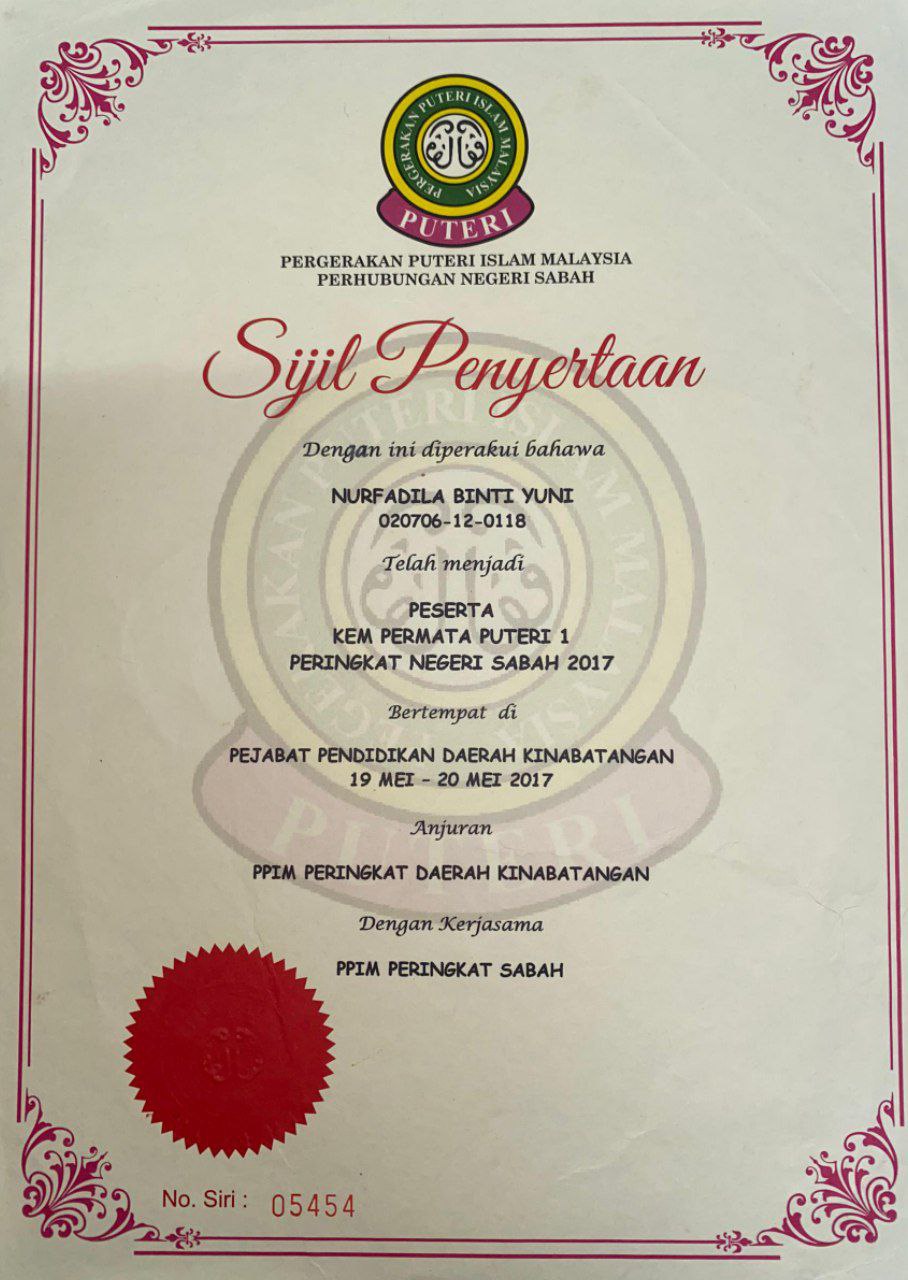 PERGERAKAN PUTERI ISLAM MALAYSIA
PUTERI
PERGERAKAN PUTERI ISLAM MALAYSIA
PERHUBUNGAN NEGERI SABAH
Sijil Penyertaan
Dengan ini diperakui bahawa
NURFADILA BINTI YUNI
020706-12-0118
Telah menjadi
PESERTA
KEM PERMATA PUTERI 1
PERINGKAT NEGERI SABAH 2017
Bertempat di
PEJABAT PENDIDIKAN DAERAH KINABATANGAN
19 MEI - 20 MEI 2017
Anjuran
PPIM PERINGKAT DAERAH KINABATANGAN
Dengan Kerjasama
PPIM PERINGKAT SABAH
No. Siri : 05454